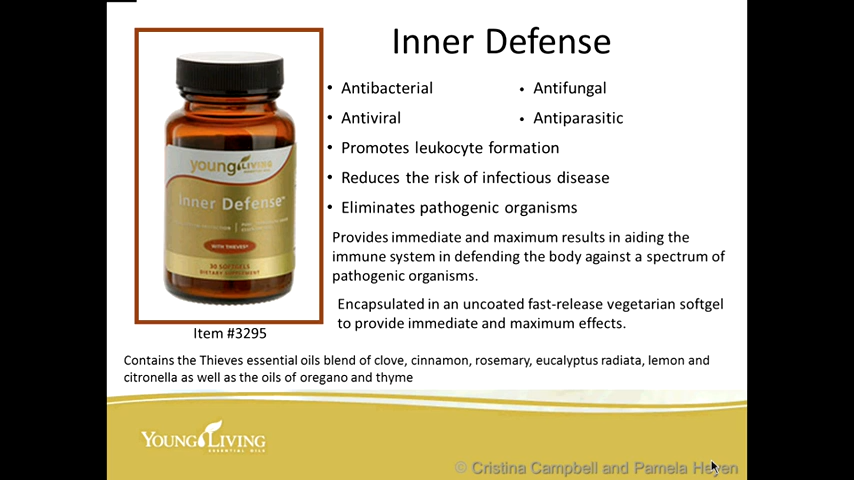 Inner Defense
• Antibacterial
• Antifungal
• Antiviral
• Antiparasitic
• Promotes leukocyte formation
• Reduces the risk of infectious disease
• Eliminates pathogenic organisms
Provides immediate and maximum results in aiding the
immune system in defending the body against a spectrum of
pathogenic organisms.
Encapsulated in an uncoated fast-release vegetarian softgel
to provide immediate and maximum effects.
young LIVING
ESSENTIAL OILS
Inner Defense™
WITH THIEVES®
30 SOFTGELS
DIETARY SUPPLEMENT
Item #3295
Contains the Thieves essential oils blend of clove, cinnamon, rosemary, eucalyptus radiata, lemon and
citronella as well as the oils of oregano and thyme
YOUNG LIVING
ESSENTIAL OILS
© Cristina Campbell and Pamela